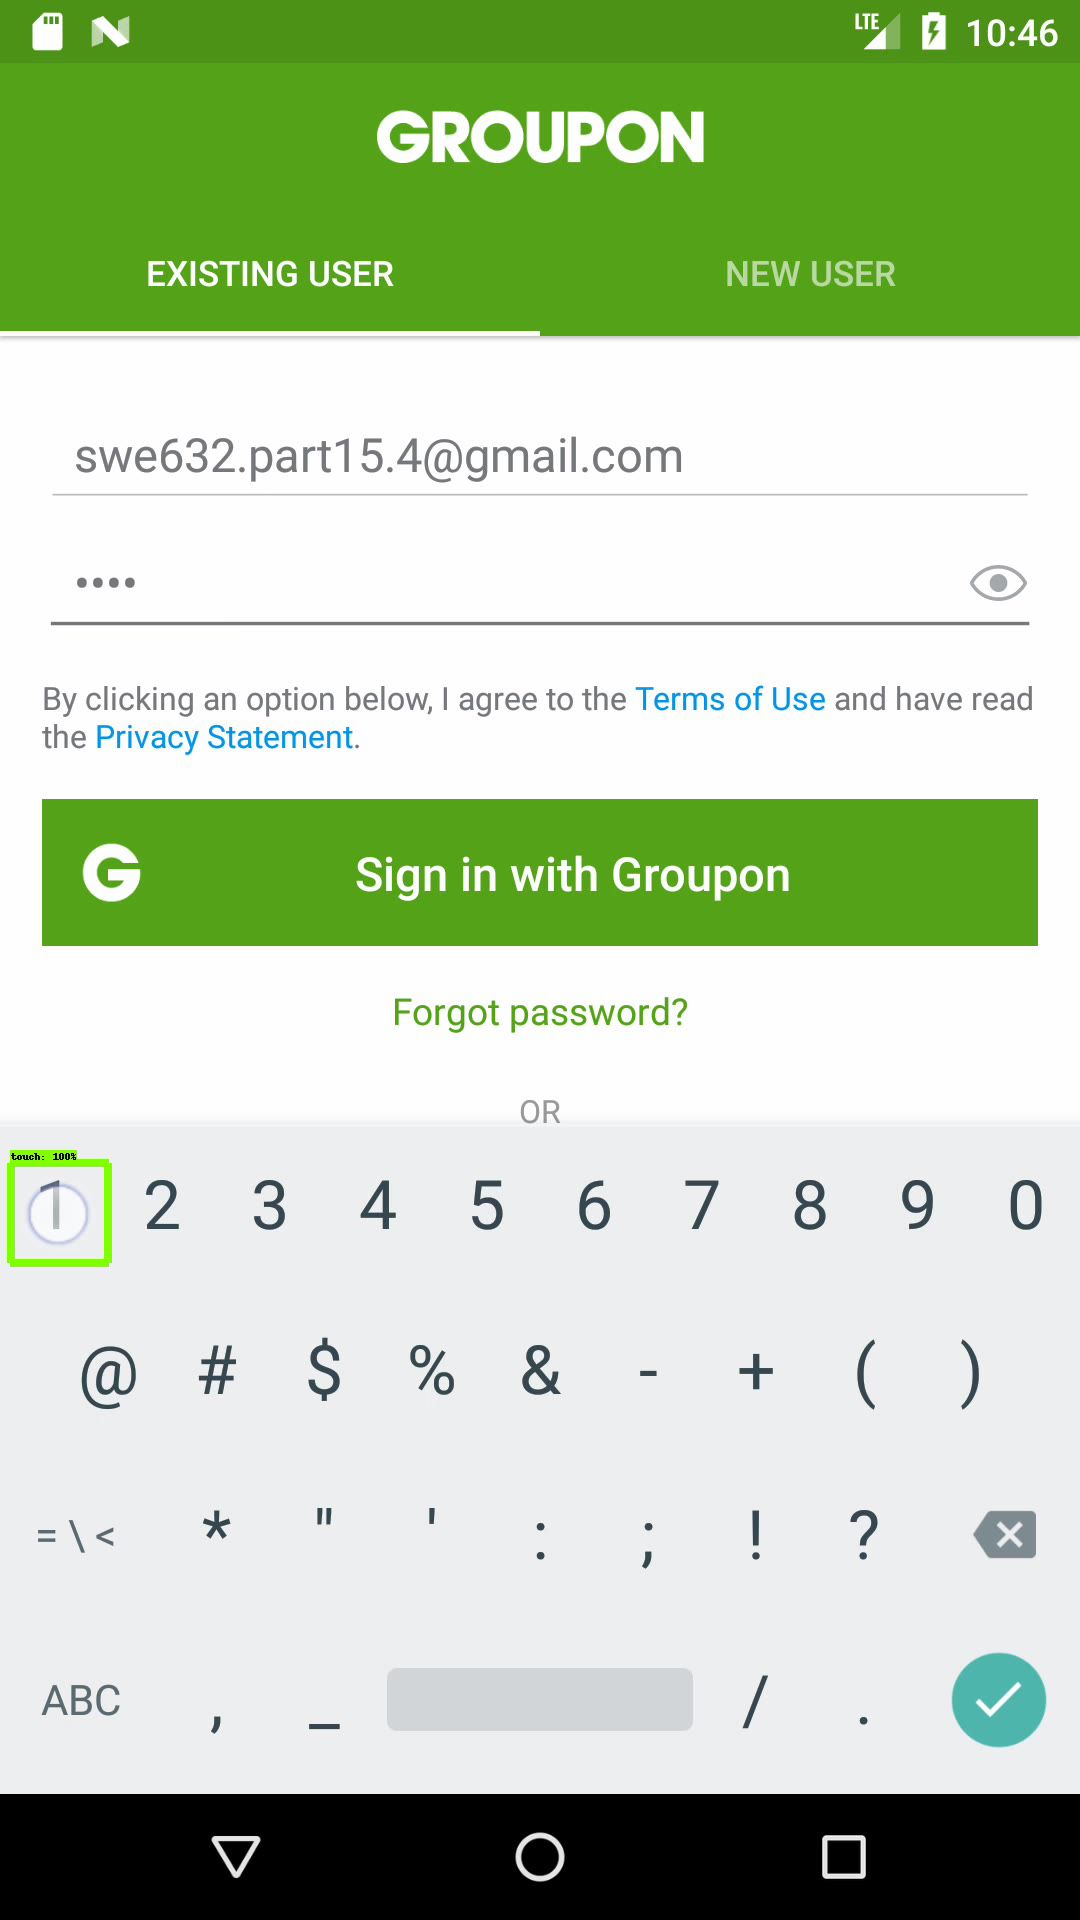 LTE 10:46
GROUPON
EXISTING USER NEW USER
swe632.part15.4@gmail.com
••••
By clicking an option below, I agree to the Terms of Use and have read
the Privacy Statement.
G Sign in with Groupon
Forgot password?
OR
touch: 100%
1 2 3 4 5 6 7 8 9 0
@ # $ % & - + ( )
= \ < * " ' : ; ! ?
ABC , _ / .